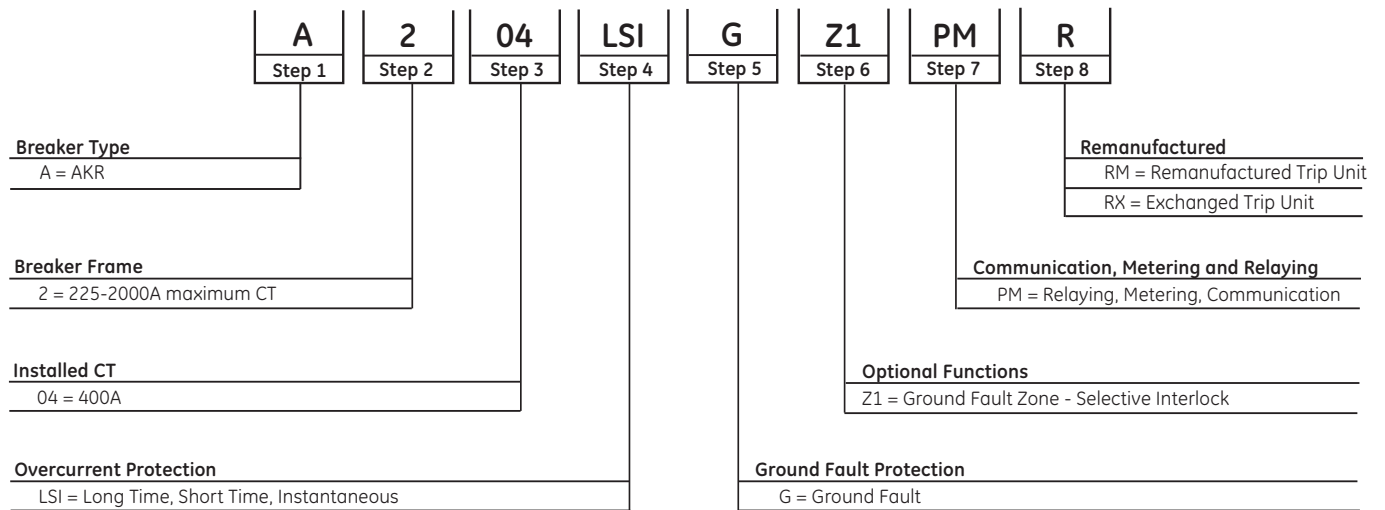 A 2 04 LSI G Z1 PM R
Step 1 Step 2 Step 3 Step 4 Step 5 Step 6 Step 7 Step 8
Breaker Type
A = AKR
Remanufactured
RM = Remanufactured Trip Unit
RX = Exchanged Trip Unit
Breaker Frame
2 = 225-2000A maximum CT
Communication, Metering and Relaying
PM = Relaying, Metering, Communication
Installed CT
04 = 400A
Optional Functions
Z1 = Ground Fault Zone - Selective Interlock
Overcurrent Protection
LSI = Long Time, Short Time, Instantaneous
Ground Fault Protection
G = Ground Fault